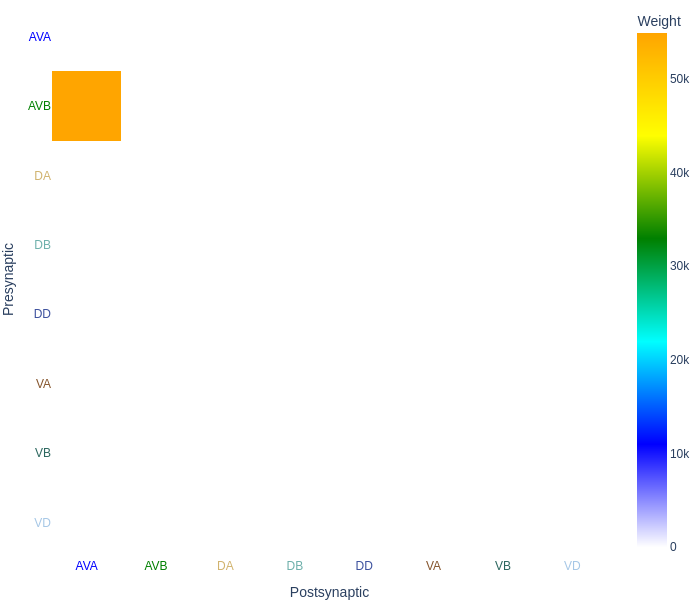 Weight
AVA
AVB
DA
DB
DD
VA
VB
VD
Presynaptic
AVA AVB DA DB DD VA VB VD
Postsynaptic
50k
40k
30k
20k
10k
0